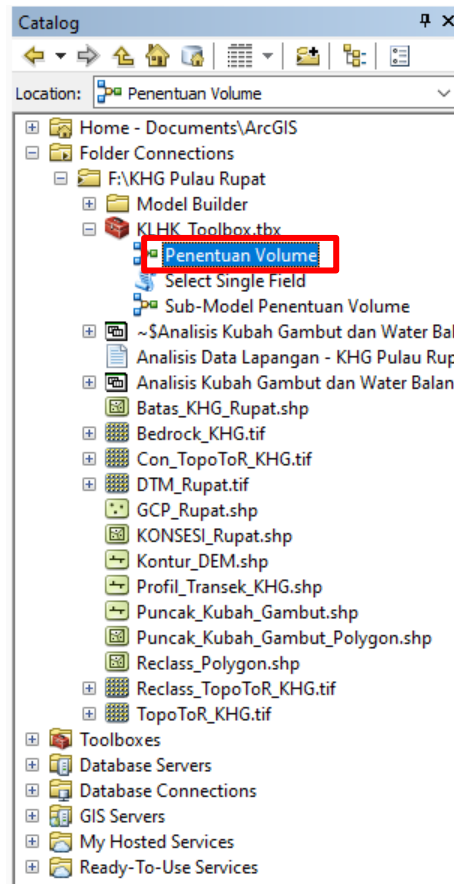 Catalog
Location: Penentuan Volume
Home - Documents\ArcGIS
Folder Connections
F:\KHG Pulau Rupat
Model Builder
KLHK_Toolbox.tbx
Penentuan Volume
Select Single Field
Sub-Model Penentuan Volume
~$Analisis Kubah Gambut dan Water Bal
Analisis Data Lapangan - KHG Pulau Rup
Analisis Kubah Gambut dan Water Balan
Batas_KHG_Rupat.shp
Bedrock_KHG.tif
Con_TopoToR_KHG.tif
DTM_Rupat.tif
GCP_Rupat.shp
KONSESI_Rupat.shp
Kontur_DEM.shp
Profil_Transek_KHG.shp
Puncak_Kubah_Gambut.shp
Puncak_Kubah_Gambut_Polygon.shp
Reclass_Polygon.shp
Reclass_TopoToR_KHG.tif
TopoToR_KHG.tif
Toolboxes
Database Servers
Database Connections
GIS Servers
My Hosted Services
Ready-To-Use Services